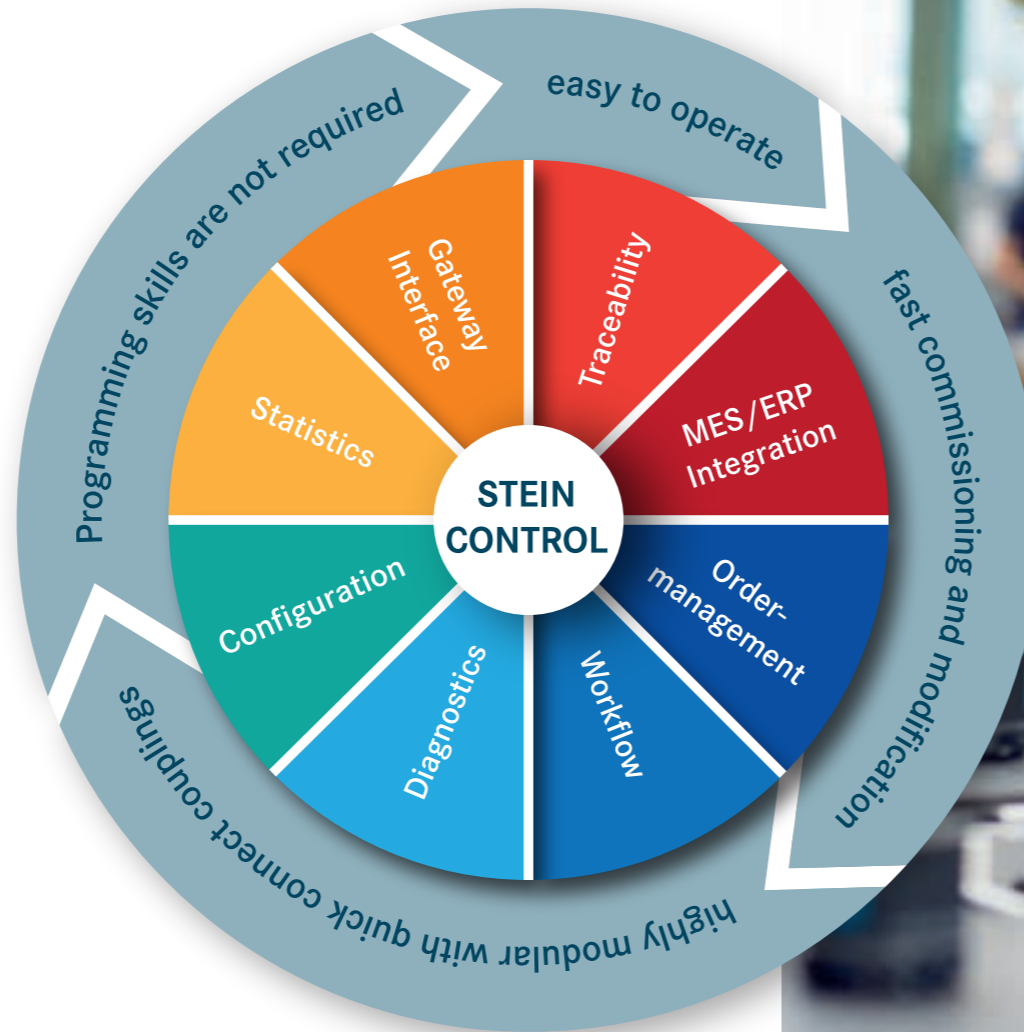 easy to operate
fast commissioning and modification
highly modular with quick connect couplings
Programming skills are not required
Traceability
MES/ERP
Integration
Order-
management
Workflow
Diagnostics
Configuration
Statistics
Gateway
Interface
STEIN
CONTROL